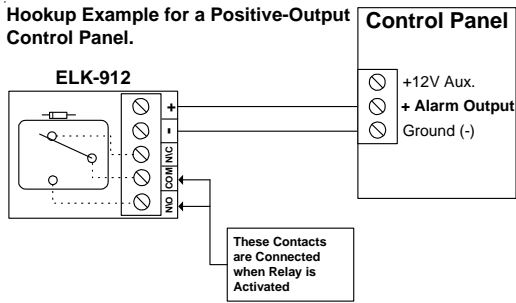 Hookup Example for a Positive-Output
Control Panel.
Control Panel
ELK-912
+
-
N\C
COM
N\O
+12V Aux.
+ Alarm Output
Ground (-)
These Contacts
are Connected
when Relay is
Activated